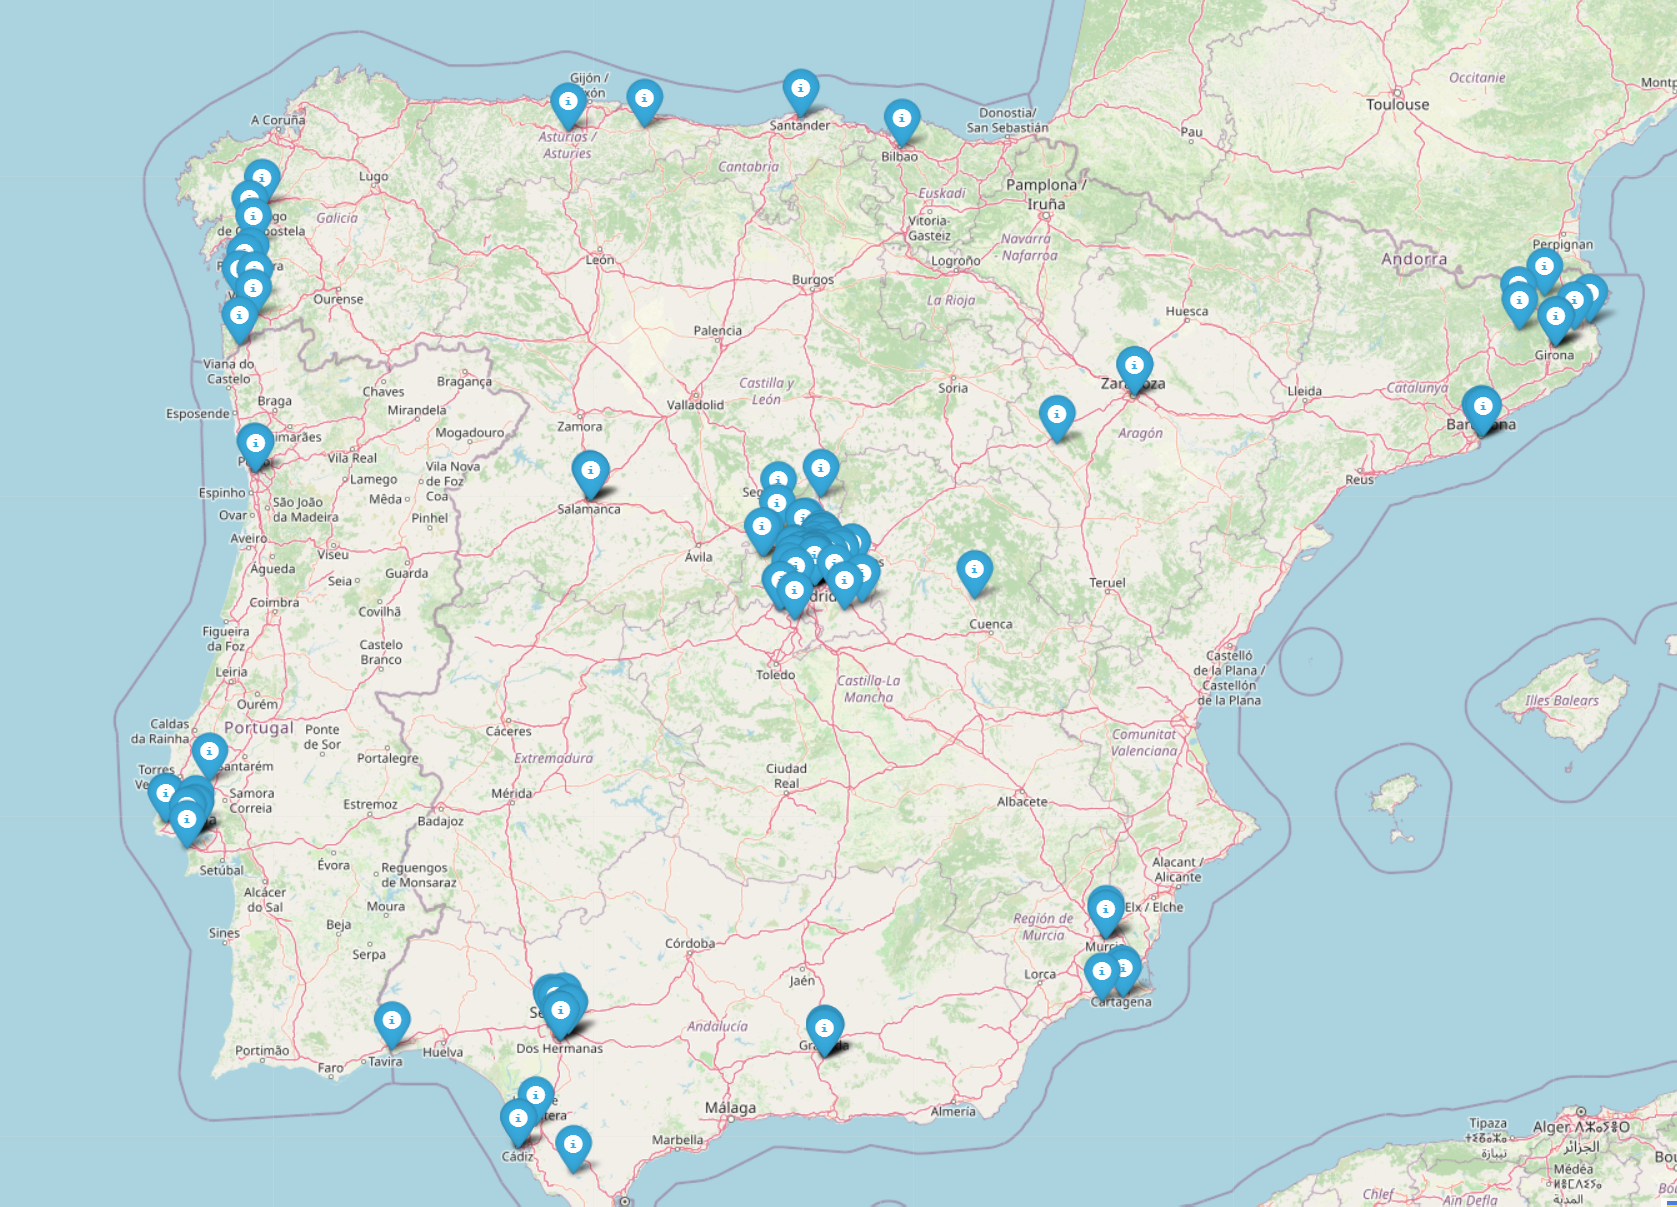 Occitanie
Montp
Gijón /
Toulouse
A Coruña
Santander
Donostia/
San Sebastián
Pau
Asturias /
Asturies
Bilbao
Cantabria
Lugo
Pamplona /
Iruña
Euskadi
Galicia
Vitoria-
Gasteiz
Navarra
Nafarroa
Perpignan
León
Logroño
Andorra
Burgos
Ourense
La Rioja
Huesca
Palencia
Girona
Viana do
Castelo
Bragança
Chaves
Castilla y
León
Soria
Lleida
Catalunya
Braga
Mirandela
Valladolid
Esposende
Zamora
Aragón
Mogadouro
Vila Real
Vila Nova
de Foz
Coa
Lamego
Reus
Espinho
Mêda
São João
da Madeira
Salamanca
Ovar
Pinhel
Aveiro
Viseu
Ávila
Águeda
Guarda
Seia
Teruel
Coimbra
Covilhã
Cuenca
Figueira
da Foz
Castelo
Branco
Castelló
de la Plana /
Castellón
de la Plana
Leiria
Toledo
Castilla-La
Mancha
Illes Balears
Ourém
Caldas
da Rainha
Portugal
Ponte
de Sor
Cáceres
Comunitat
Valenciana
Portalegre
Extremadura
Santarém
Torres
Ciudad
Real
Samora
Correia
Mérida
Albacete
Estremoz
Badajoz
Évora
Setúbal
Reguengos
de Monsaraz
Alacant /
Alicante
Alcácer
do Sal
Moura
Elx / Elche
Beja
Región de
Murcia
Sines
Córdoba
Murcia
Serpa
Jaén
Lorca
Cartagena
Andalucía
Portimão
Huelva
Dos Hermanas
Faro
Tavira
Málaga
Almería
Marbella
Cádiz
Tipaza
ⵜⵉⴱⴰⵣⴰ
تيبازة
Alger ⴷⵣⴰⵢⴻⵔ
الجزائر
Médéa
ⵍⴻⵎⴷⵉⵢⴰ
المدية
Bou
Chlef
Aïn Defla
Bou